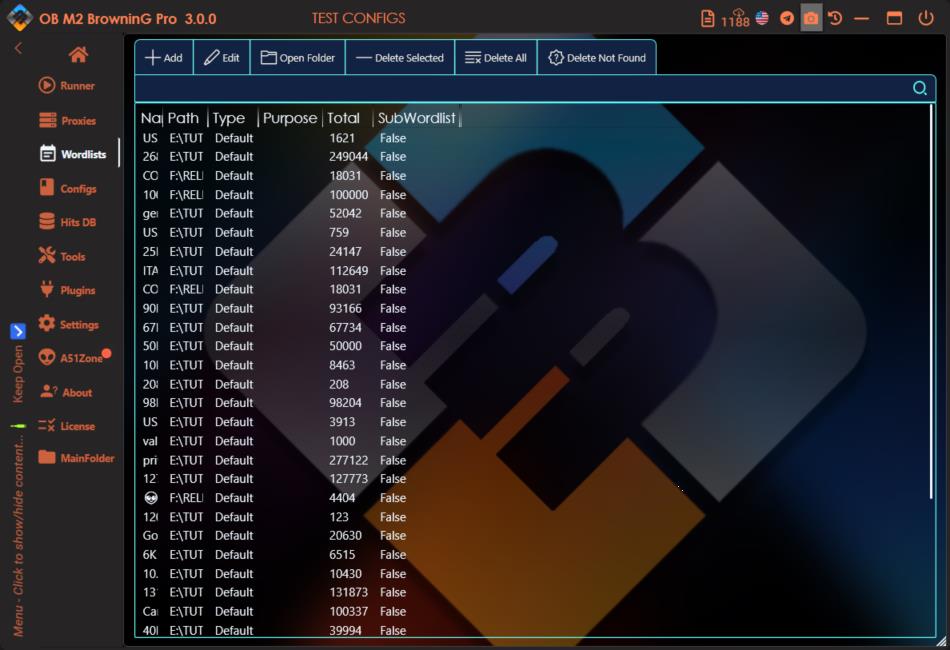 OB M2 BrowninG Pro 3.0.0
TEST CONFIGS
1188
Runner
Proxies
Wordlists
Configs
Hits DB
Tools
Plugins
Settings
A51Zone
About
License
MainFolder
Keep Open
Menu - Click to show/hide content...
Add
Edit
Open Folder
Delete Selected
Delete All
Delete Not Found
Na Path Type Purpose Total SubWordlist
US E:\TUT Default 1621 False
26 E:\TUT Default 249044 False
CO F:\REL Default 18031 False
10 F:\REL Default 100000 False
ge E:\TUT Default 52042 False
US E:\TUT Default 759 False
25 E:\TUT Default 24147 False
ITA E:\TUT Default 112649 False
CO F:\REL Default 18031 False
90 E:\TUT Default 93166 False
67 E:\TUT Default 67734 False
50 E:\TUT Default 50000 False
10 E:\TUT Default 8463 False
20 E:\TUT Default 208 False
98 E:\TUT Default 98204 False
US E:\TUT Default 3913 False
val E:\TUT Default 1000 False
pri E:\TUT Default 277122 False
12 E:\TUT Default 127773 False
👽 F:\REL Default 4404 False
12 E:\TUT Default 123 False
Go E:\TUT Default 20630 False
6K E:\TUT Default 6515 False
10. E:\TUT Default 10430 False
13 E:\TUT Default 131873 False
Ca E:\TUT Default 100337 False
40 E:\TUT Default 39994 False